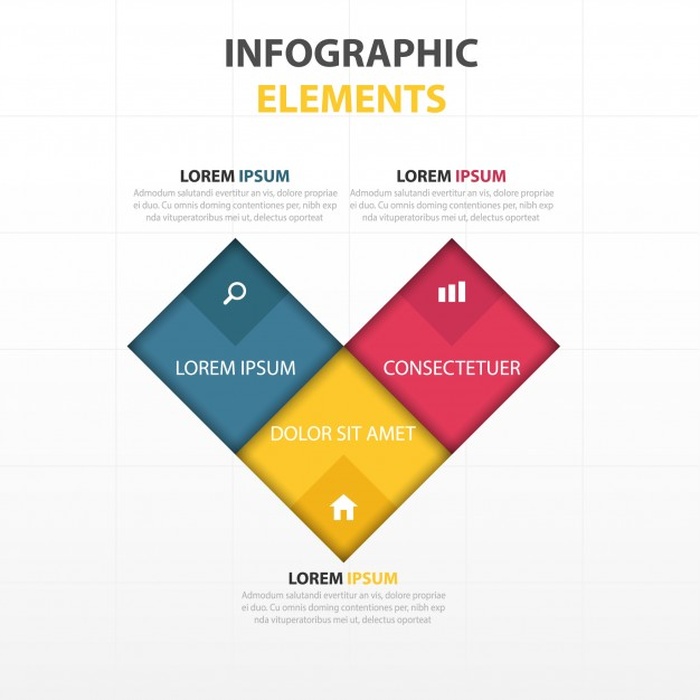 INFOGRAPHIC
ELEMENTS
LOREM IPSUM
Admodum salutandi evertitur an vis, dolore propriae
ei duo. Cu omnis doming contentiones per, nibh exp
nda vituperatoribus mei ut, delectus oporteat
LOREM IPSUM
Admodum salutandi evertitur an vis, dolore propriae
ei duo. Cu omnis doming contentiones per, nibh exp
nda vituperatoribus mei ut, delectus oporteat
LOREM IPSUM
CONSECTETUER
DOLOR SIT AMET
LOREM IPSUM
Admodum salutandi evertitur an vis, dolore propriae
ei duo. Cu omnis doming contentiones per, nibh exp
nda vituperatoribus mei ut, delectus oporteat